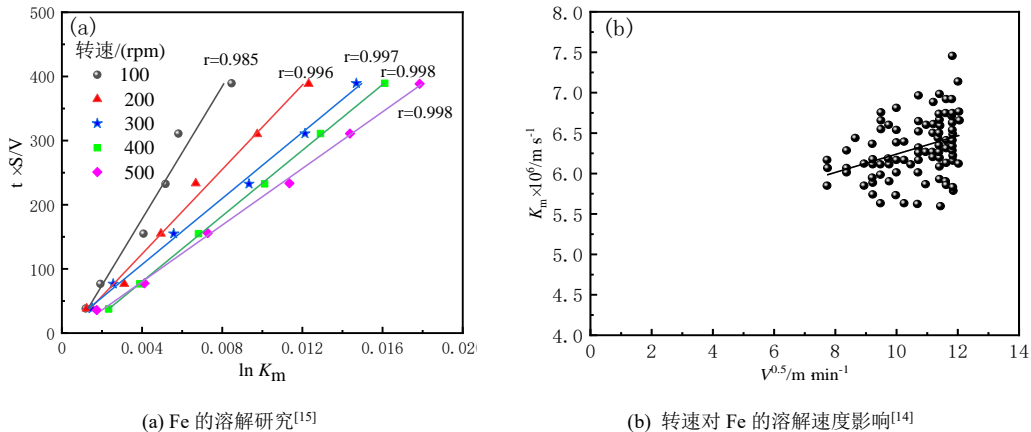 (a)
转速/(rpm)
100
200
300
400
500
r=0.985
r=0.996
r=0.997
r=0.998
r=0.998
500
400
300
200
100
0
t ×S/V
0 0.004 0.008 0.012 0.016 0.020
ln Km
(a) Fe 的溶解研究[15]
(b)
8.0
7.5
7.0
6.5
6.0
5.5
5.0
4.5
4.0
Km×10⁶/m s⁻¹
0 2 4 6 8 10 12 14
V⁰·⁵/m·min⁻¹
(b) 转速对 Fe 的溶解速度影响[14]